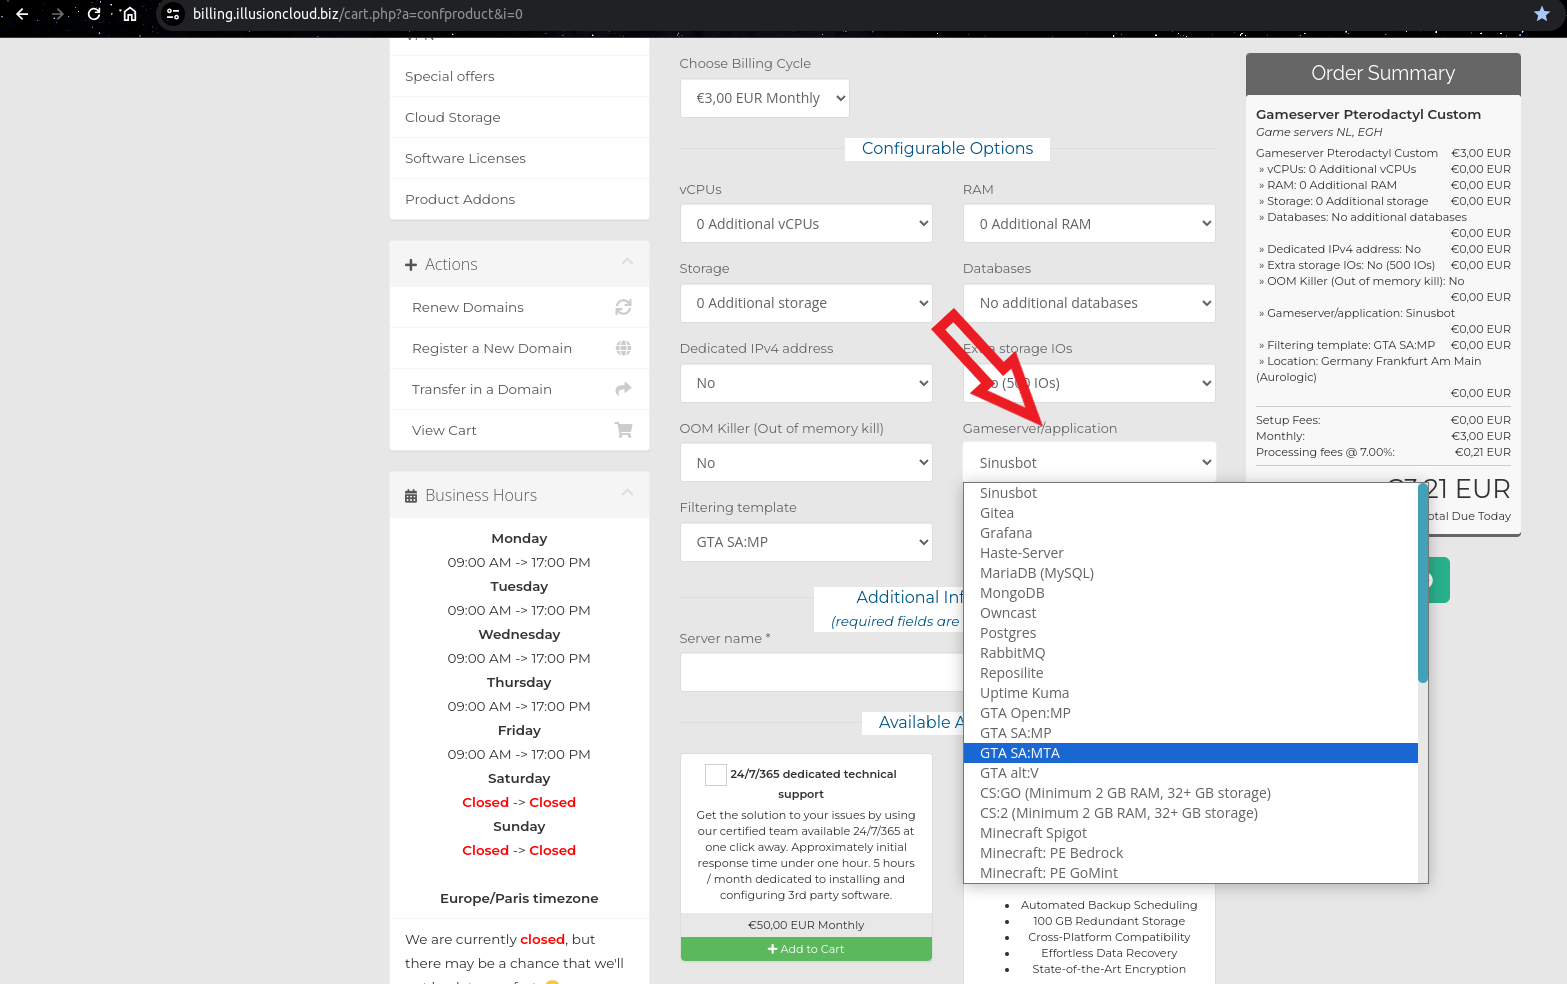 billing.illusioncloud.biz/cart.php?a=confproduct&i=0
Special offers
Cloud Storage
Software Licenses
Product Addons
Actions
Renew Domains
Register a New Domain
Transfer in a Domain
View Cart
Business Hours
Monday
09:00 AM -> 17:00 PM
Tuesday
09:00 AM -> 17:00 PM
Wednesday
09:00 AM -> 17:00 PM
Thursday
09:00 AM -> 17:00 PM
Friday
09:00 AM -> 17:00 PM
Saturday
Closed -> Closed
Sunday
Closed -> Closed
Europe/Paris timezone
We are currently closed, but
there may be a chance that we'll
Choose Billing Cycle
€3,00 EUR Monthly
Configurable Options
vCPUs
0 Additional vCPUs
RAM
0 Additional RAM
Storage
0 Additional storage
Databases
No additional databases
Dedicated IPv4 address
No
Extra storage IOs
No (500 IOs)
OOM Killer (Out of memory kill)
No
Gameserver/application
Sinusbot
Filtering template
GTA SA:MP
Sinusbot
Gitea
Grafana
Haste-Server
MariaDB (MySQL)
MongoDB
Owncast
Postgres
RabbitMQ
Reposilite
Uptime Kuma
GTA Open:MP
GTA SA:MP
GTA SA:MTA
GTA alt:V
CS:GO (Minimum 2 GB RAM, 32+ GB storage)
CS:2 (Minimum 2 GB RAM, 32+ GB storage)
Minecraft Spigot
Minecraft: PE Bedrock
Minecraft: PE GoMint
Additional Inf
(required fields are
Server name *
Available A
24/7/365 dedicated technical
support
Get the solution to your issues by using
our certified team available 24/7/365 at
one click away. Approximately initial
response time under one hour. 5 hours
/ month dedicated to installing and
configuring 3rd party software.
€50,00 EUR Monthly
Add to Cart
Automated Backup Scheduling
100 GB Redundant Storage
Cross-Platform Compatibility
Effortless Data Recovery
State-of-the-Art Encryption
Order Summary
Gameserver Pterodactyl Custom
Game servers NL, EGH
Gameserver Pterodactyl Custom €3,00 EUR
» vCPUs: 0 Additional vCPUs €0,00 EUR
» RAM: 0 Additional RAM €0,00 EUR
» Storage: 0 Additional storage €0,00 EUR
» Databases: No additional databases
€0,00 EUR
» Dedicated IPv4 address: No €0,00 EUR
» Extra storage IOs: No (500 IOs) €0,00 EUR
» OOM Killer (Out of memory kill): No
€0,00 EUR
» Gameserver/application: Sinusbot
€0,00 EUR
» Filtering template: GTA SA:MP €0,00 EUR
» Location: Germany Frankfurt Am Main
(Aurologic)
€0,00 EUR
Setup Fees: €0,00 EUR
Monthly: €3,00 EUR
Processing fees @ 7.00%: €0,21 EUR
€3,21 EUR
otal Due Today